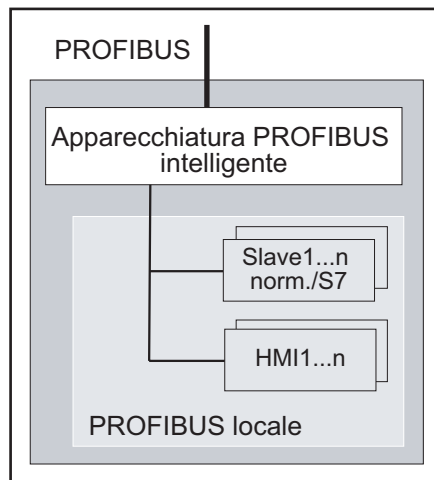 PROFIBUS
Apparecchiatura PROFIBUS
intelligente
Slave1...n
norm./S7
HMI1...n
PROFIBUS locale